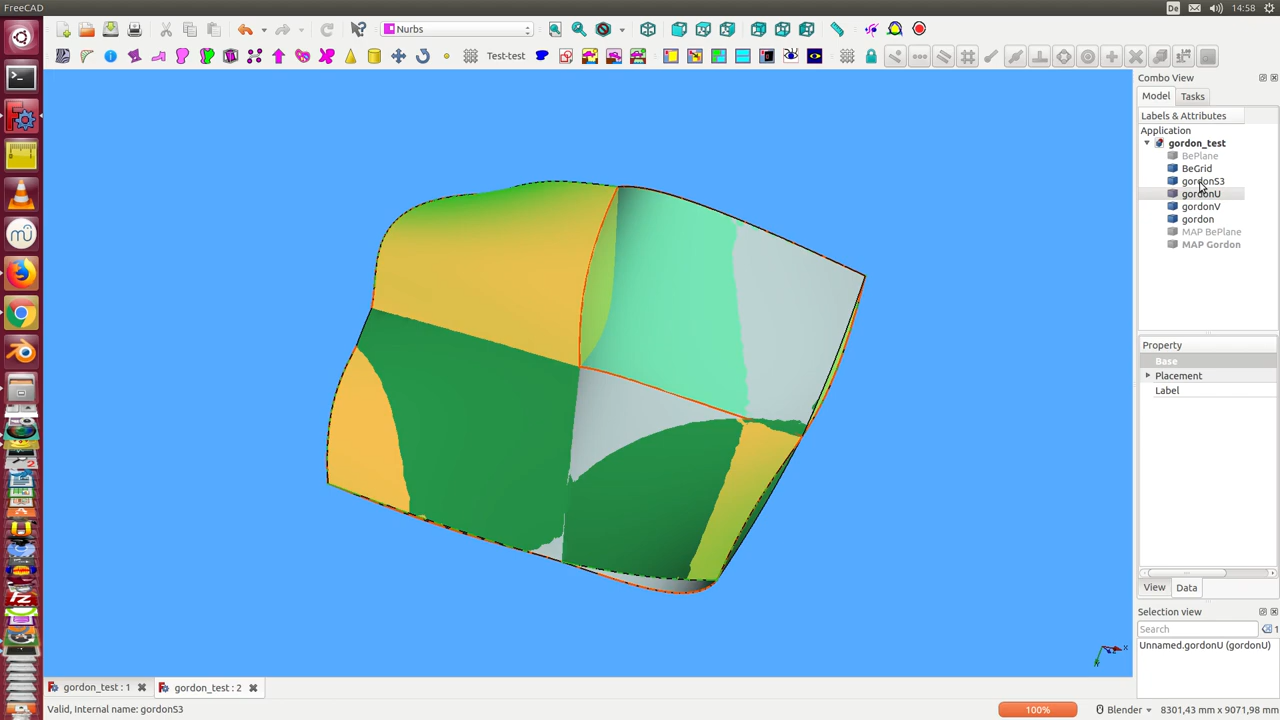 FreeCAD
De
14:58
Nurbs
Test-test
Combo View
Model
Tasks
Labels & Attributes
Application
gordon_test
BePlane
BeGrid
gordonS3
gordonU
gordonV
gordon
MAP BePlane
MAP Gordon
Property
Base
Placement
Label
View
Data
Selection view
Search
1
Unnamed.gordonU (gordonU)
gordon_test : 1
gordon_test : 2
Valid, Internal name: gordonS3
100%
Blender
8301,43 mm x 9071,98 mm